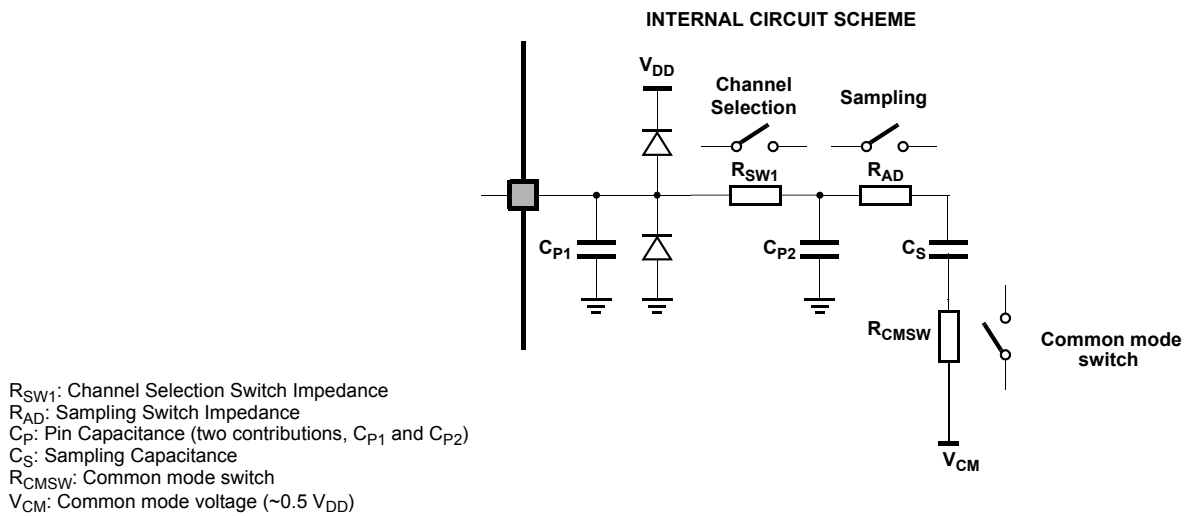 INTERNAL CIRCUIT SCHEME
VDD
Channel
Selection
Sampling
RSW1
RAD
CP1
CP2
CS
RCMSW
Common mode
switch
VCM
RSW1: Channel Selection Switch Impedance
RAD: Sampling Switch Impedance
CP: Pin Capacitance (two contributions, CP1 and CP2)
CS: Sampling Capacitance
RCMSW: Common mode switch
VCM: Common mode voltage (~0.5 VDD)